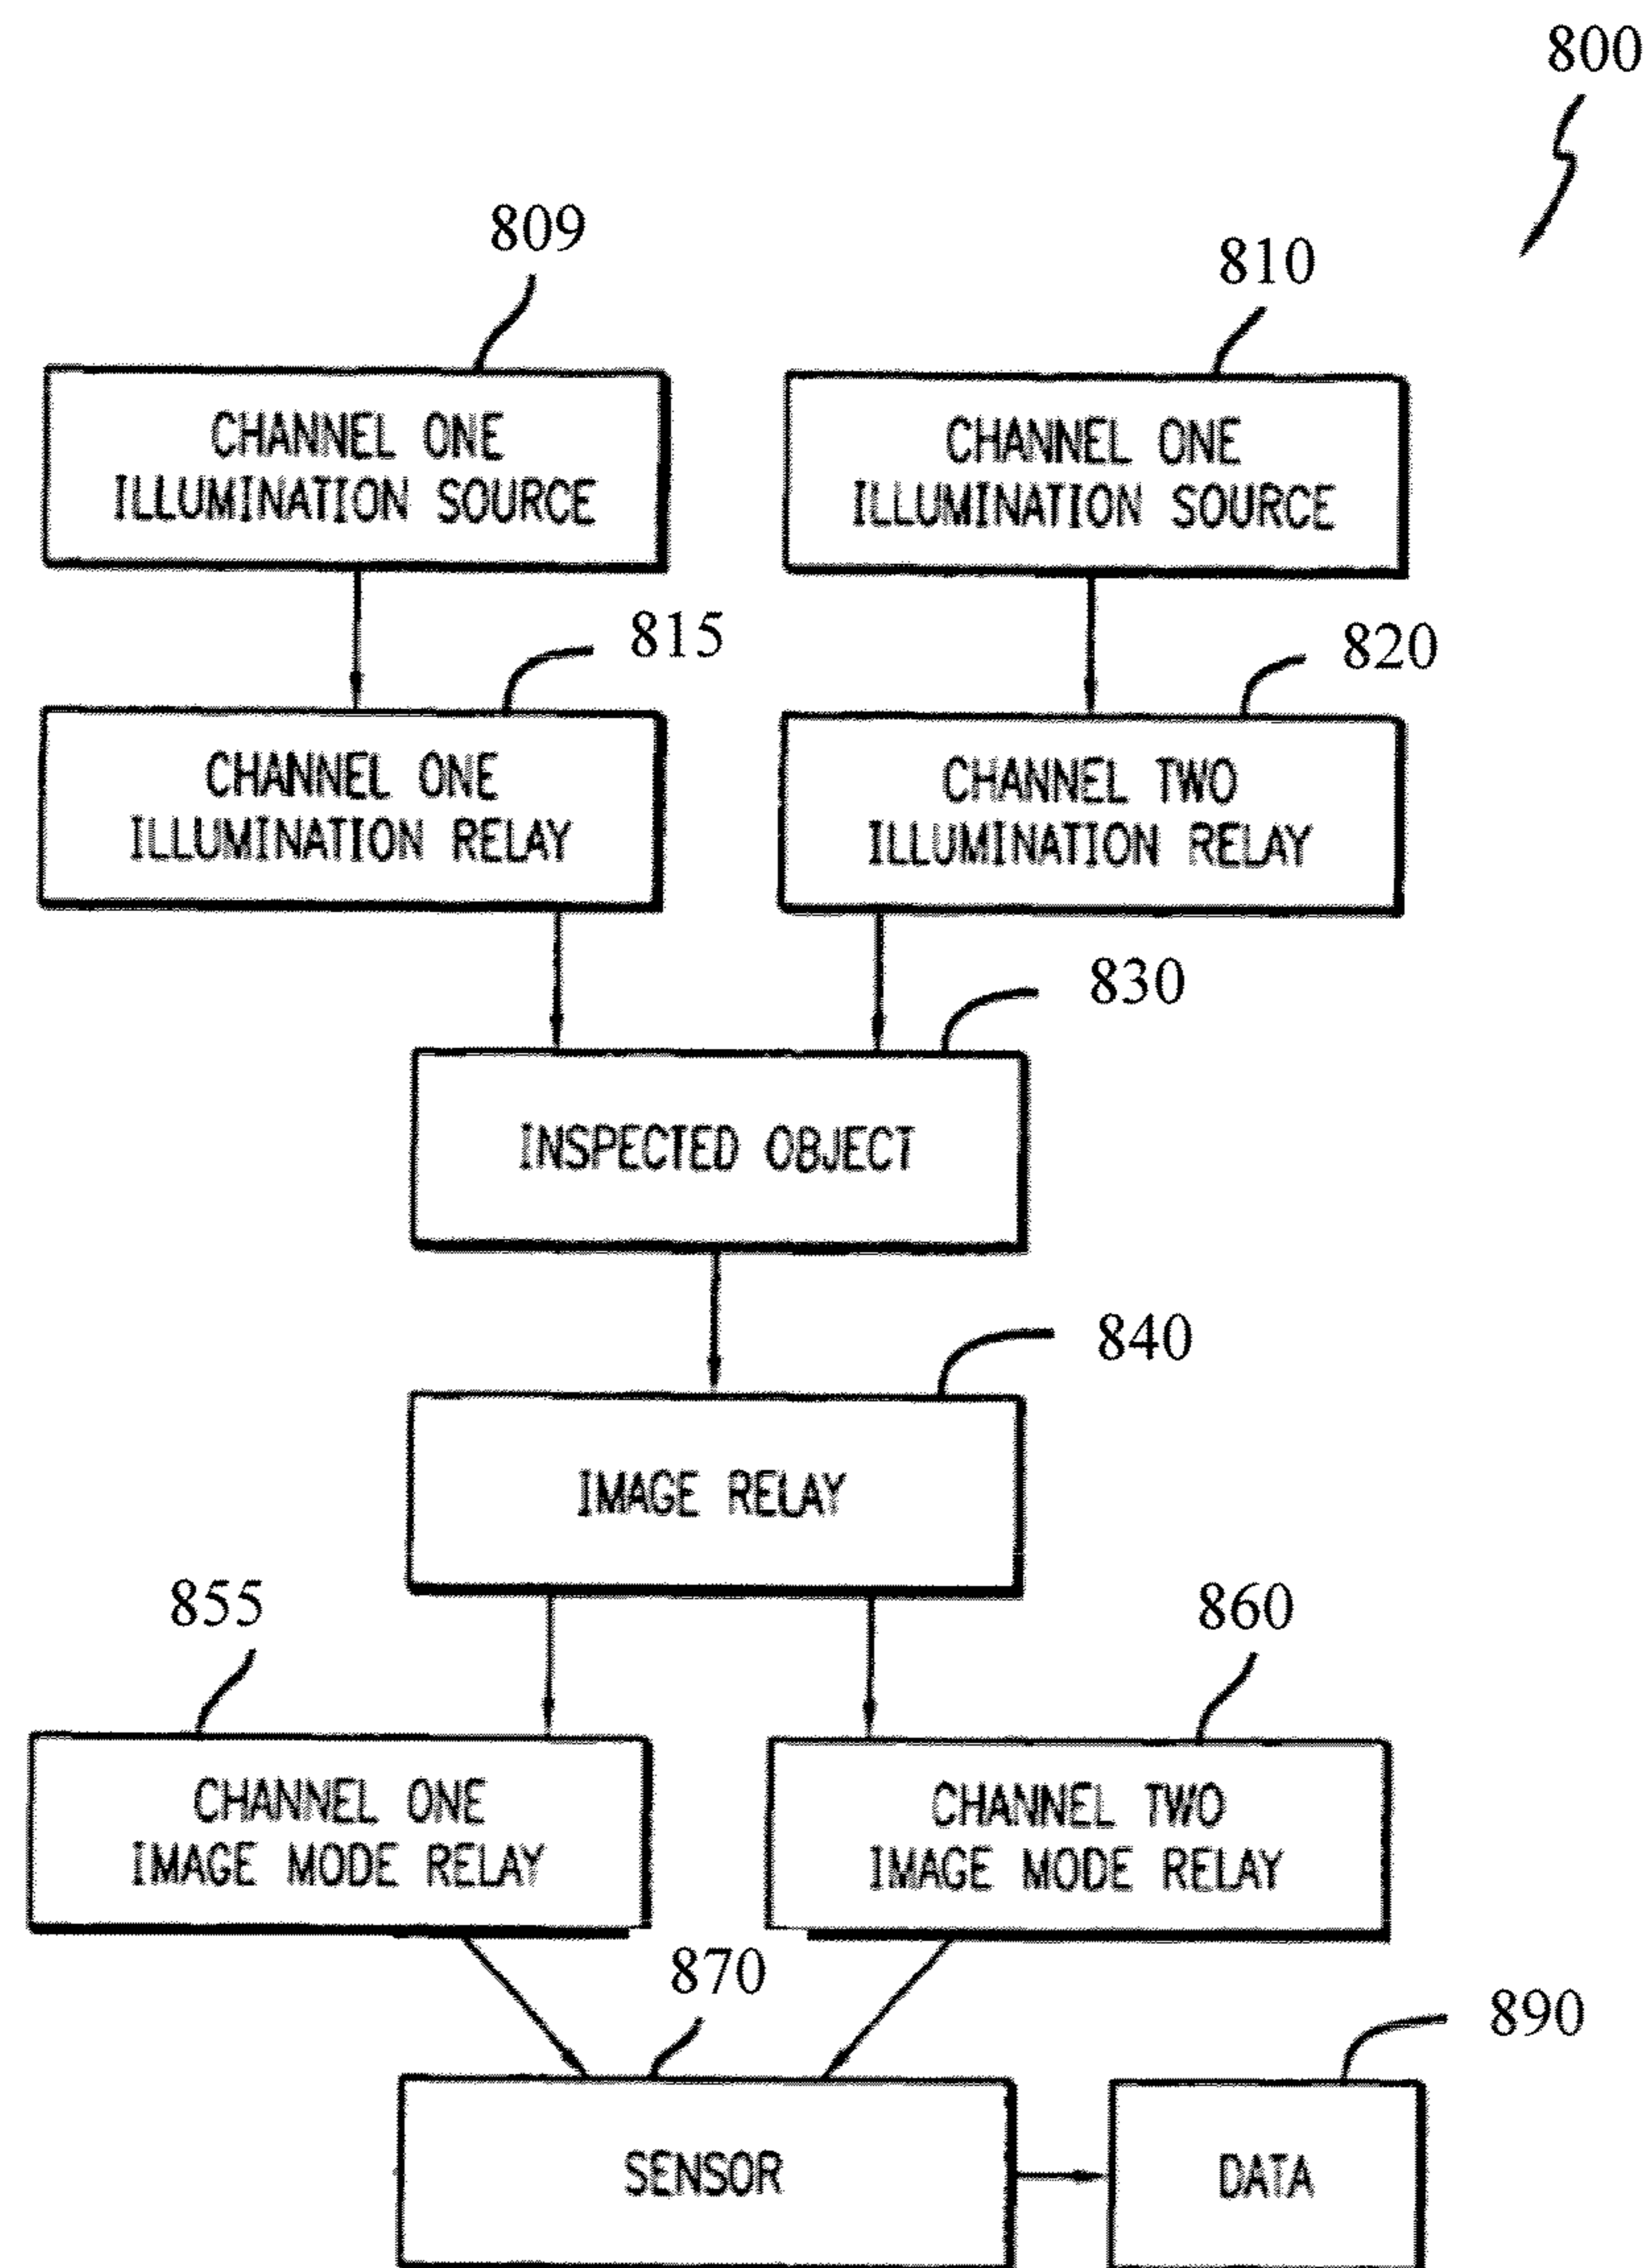 800
809
810
CHANNEL ONE
ILLUMINATION SOURCE
CHANNEL ONE
ILLUMINATION SOURCE
815
820
CHANNEL ONE
ILLUMINATION RELAY
CHANNEL TWO
ILLUMINATION RELAY
830
INSPECTED OBJECT
840
IMAGE RELAY
855
860
CHANNEL ONE
IMAGE MODE RELAY
CHANNEL TWO
IMAGE MODE RELAY
870
890
SENSOR
DATA